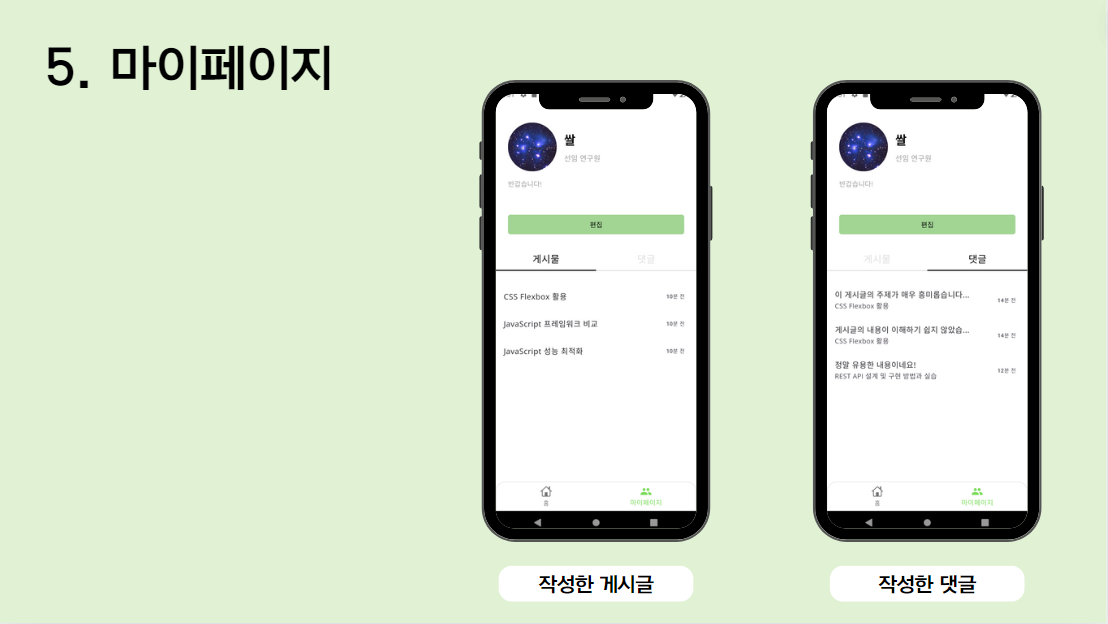 5. 마이페이지
쌀
선임 연구원
반갑습니다!
편집
게시물 댓글
CSS Flexbox 활용 10분 전
JavaScript 프레임워크 비교 10분 전
JavaScript 성능 최적화 10분 전
홈 마이페이지
작성한 게시글
쌀
선임 연구원
반갑습니다!
편집
게시물 댓글
이 게시글의 주제가 매우 흥미롭습니다...
CSS Flexbox 활용 14분 전
게시글의 내용이 이해하기 쉽지 않았습...
CSS Flexbox 활용 14분 전
정말 유용한 내용이네요!
REST API 설계 및 구현 방법과 실습 12분 전
홈 마이페이지
작성한 댓글